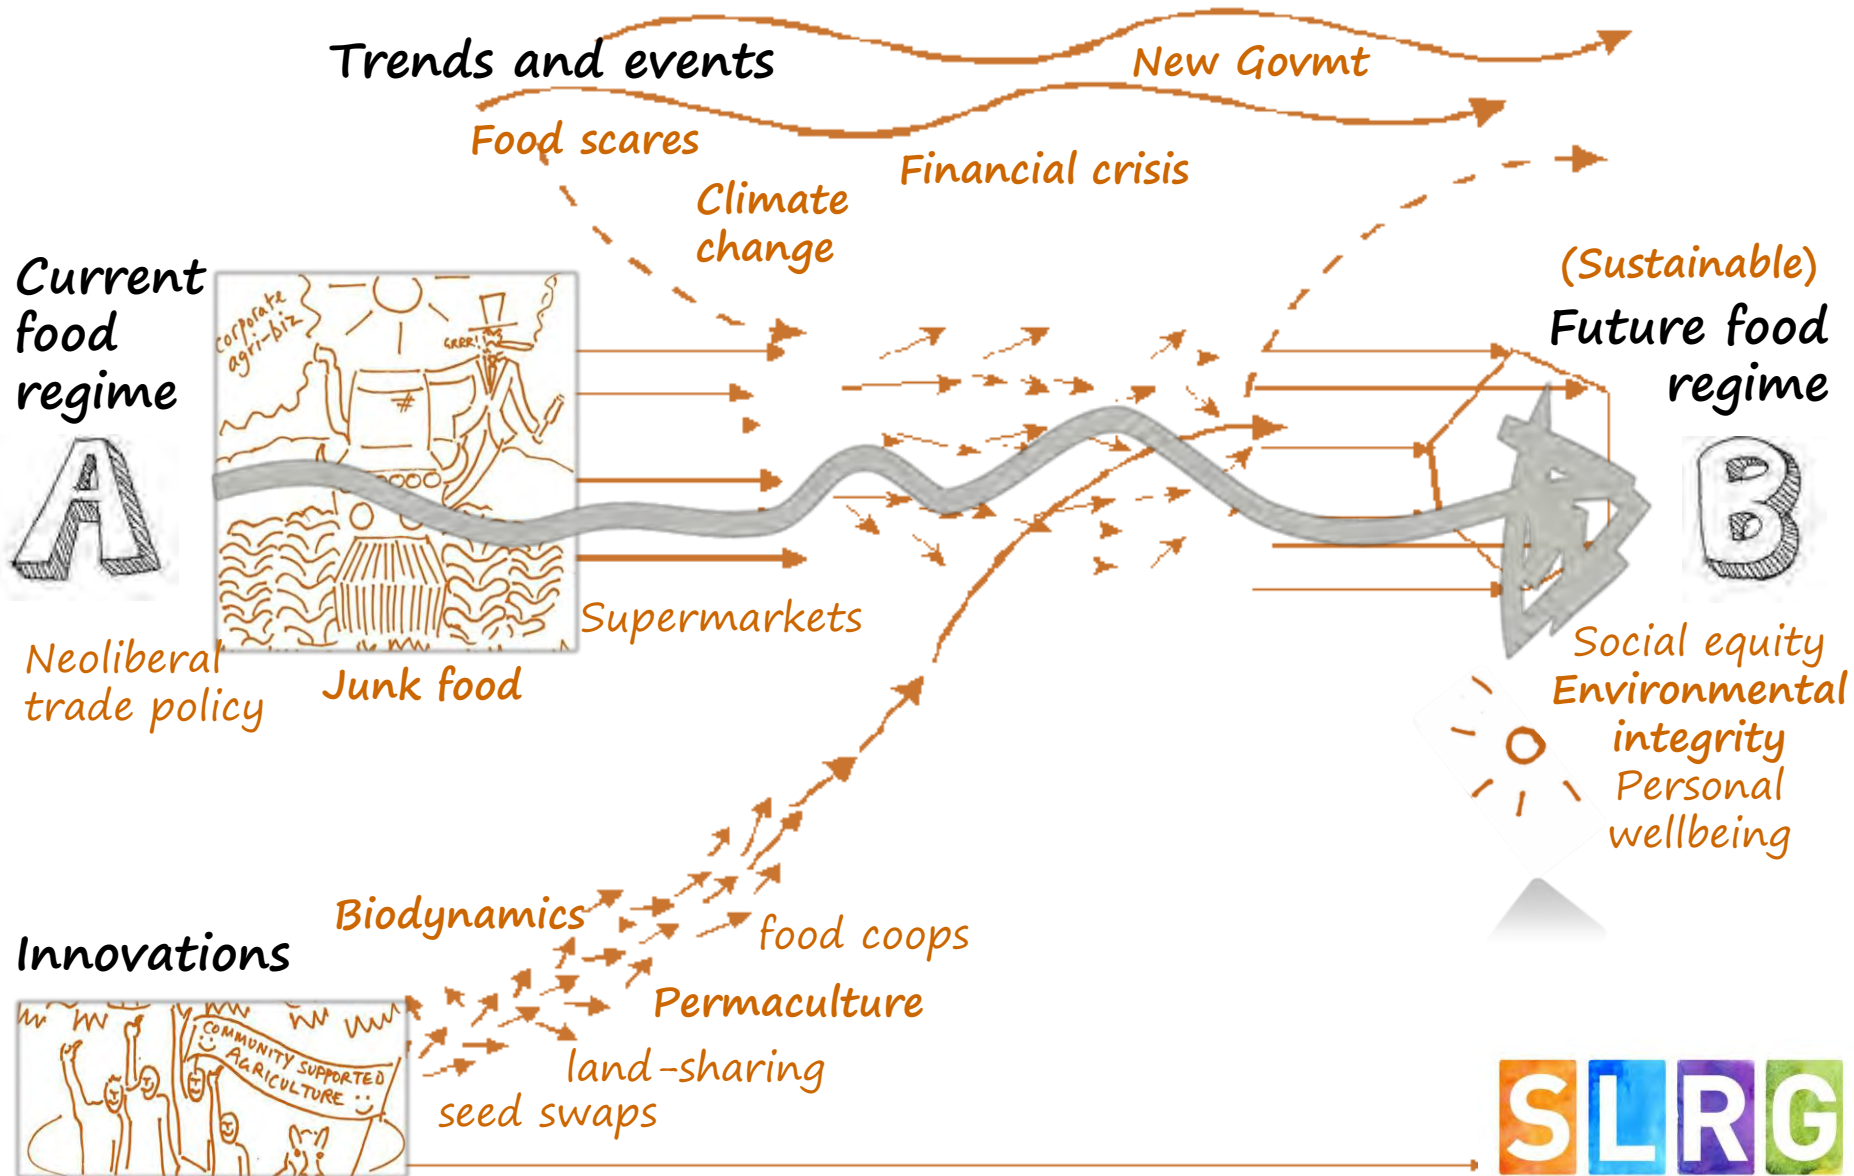 Trends and events
New Govmt
Food scares
Financial crisis
Climate
change
Current
food
regime
corporate
agri-biz
GRRR!
(Sustainable)
Future food
regime
A
B
Supermarkets
Neoliberal
trade policy
Junk food
Social equity
Environmental
integrity
Personal
wellbeing
Biodynamics
food coops
Innovations
Permaculture
COMMUNITY SUPPORTED
AGRICULTURE
land-sharing
seed swaps
SLRG